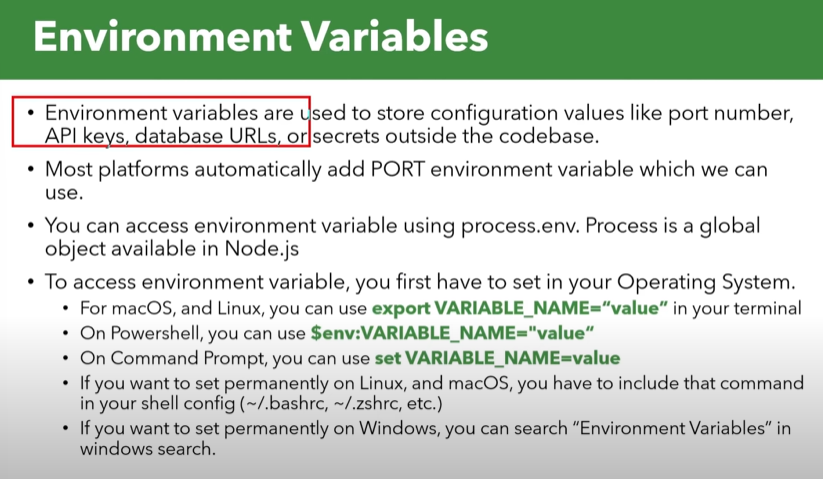 Environment Variables
• Environment variables are used to store configuration values like port number,
API keys, database URLs, or secrets outside the codebase.
• Most platforms automatically add PORT environment variable which we can
use.
• You can access environment variable using process.env. Process is a global
object available in Node.js
• To access environment variable, you first have to set in your Operating System.
• For macOS, and Linux, you can use export VARIABLE_NAME=“value” in your terminal
• On Powershell, you can use $env:VARIABLE_NAME="value“
• On Command Prompt, you can use set VARIABLE_NAME=value
• If you want to set permanently on Linux, and macOS, you have to include that command
in your shell config (~/.bashrc, ~/.zshrc, etc.)
• If you want to set permanently on Windows, you can search “Environment Variables” in
windows search.